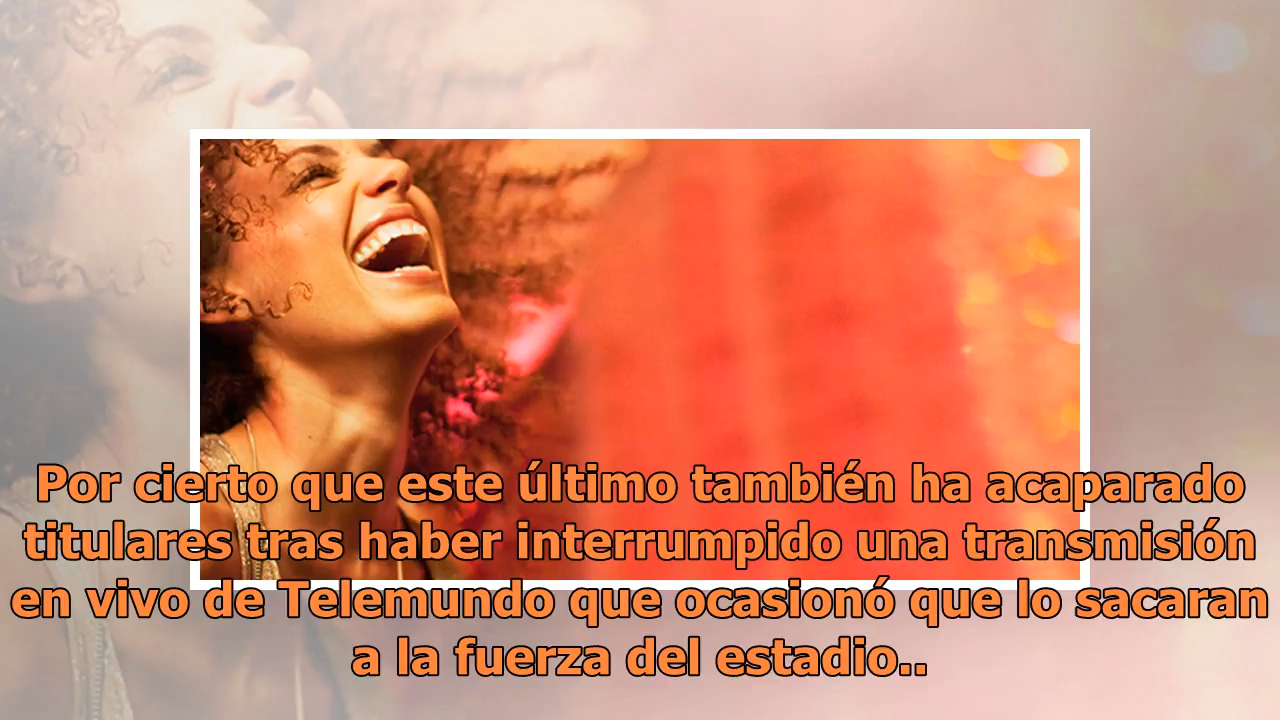 Por cierto que este último también ha acaparado
titulares tras haber interrumpido una transmisión
en vivo de Telemundo que ocasionó que lo sacaran
a la fuerza del estadio..